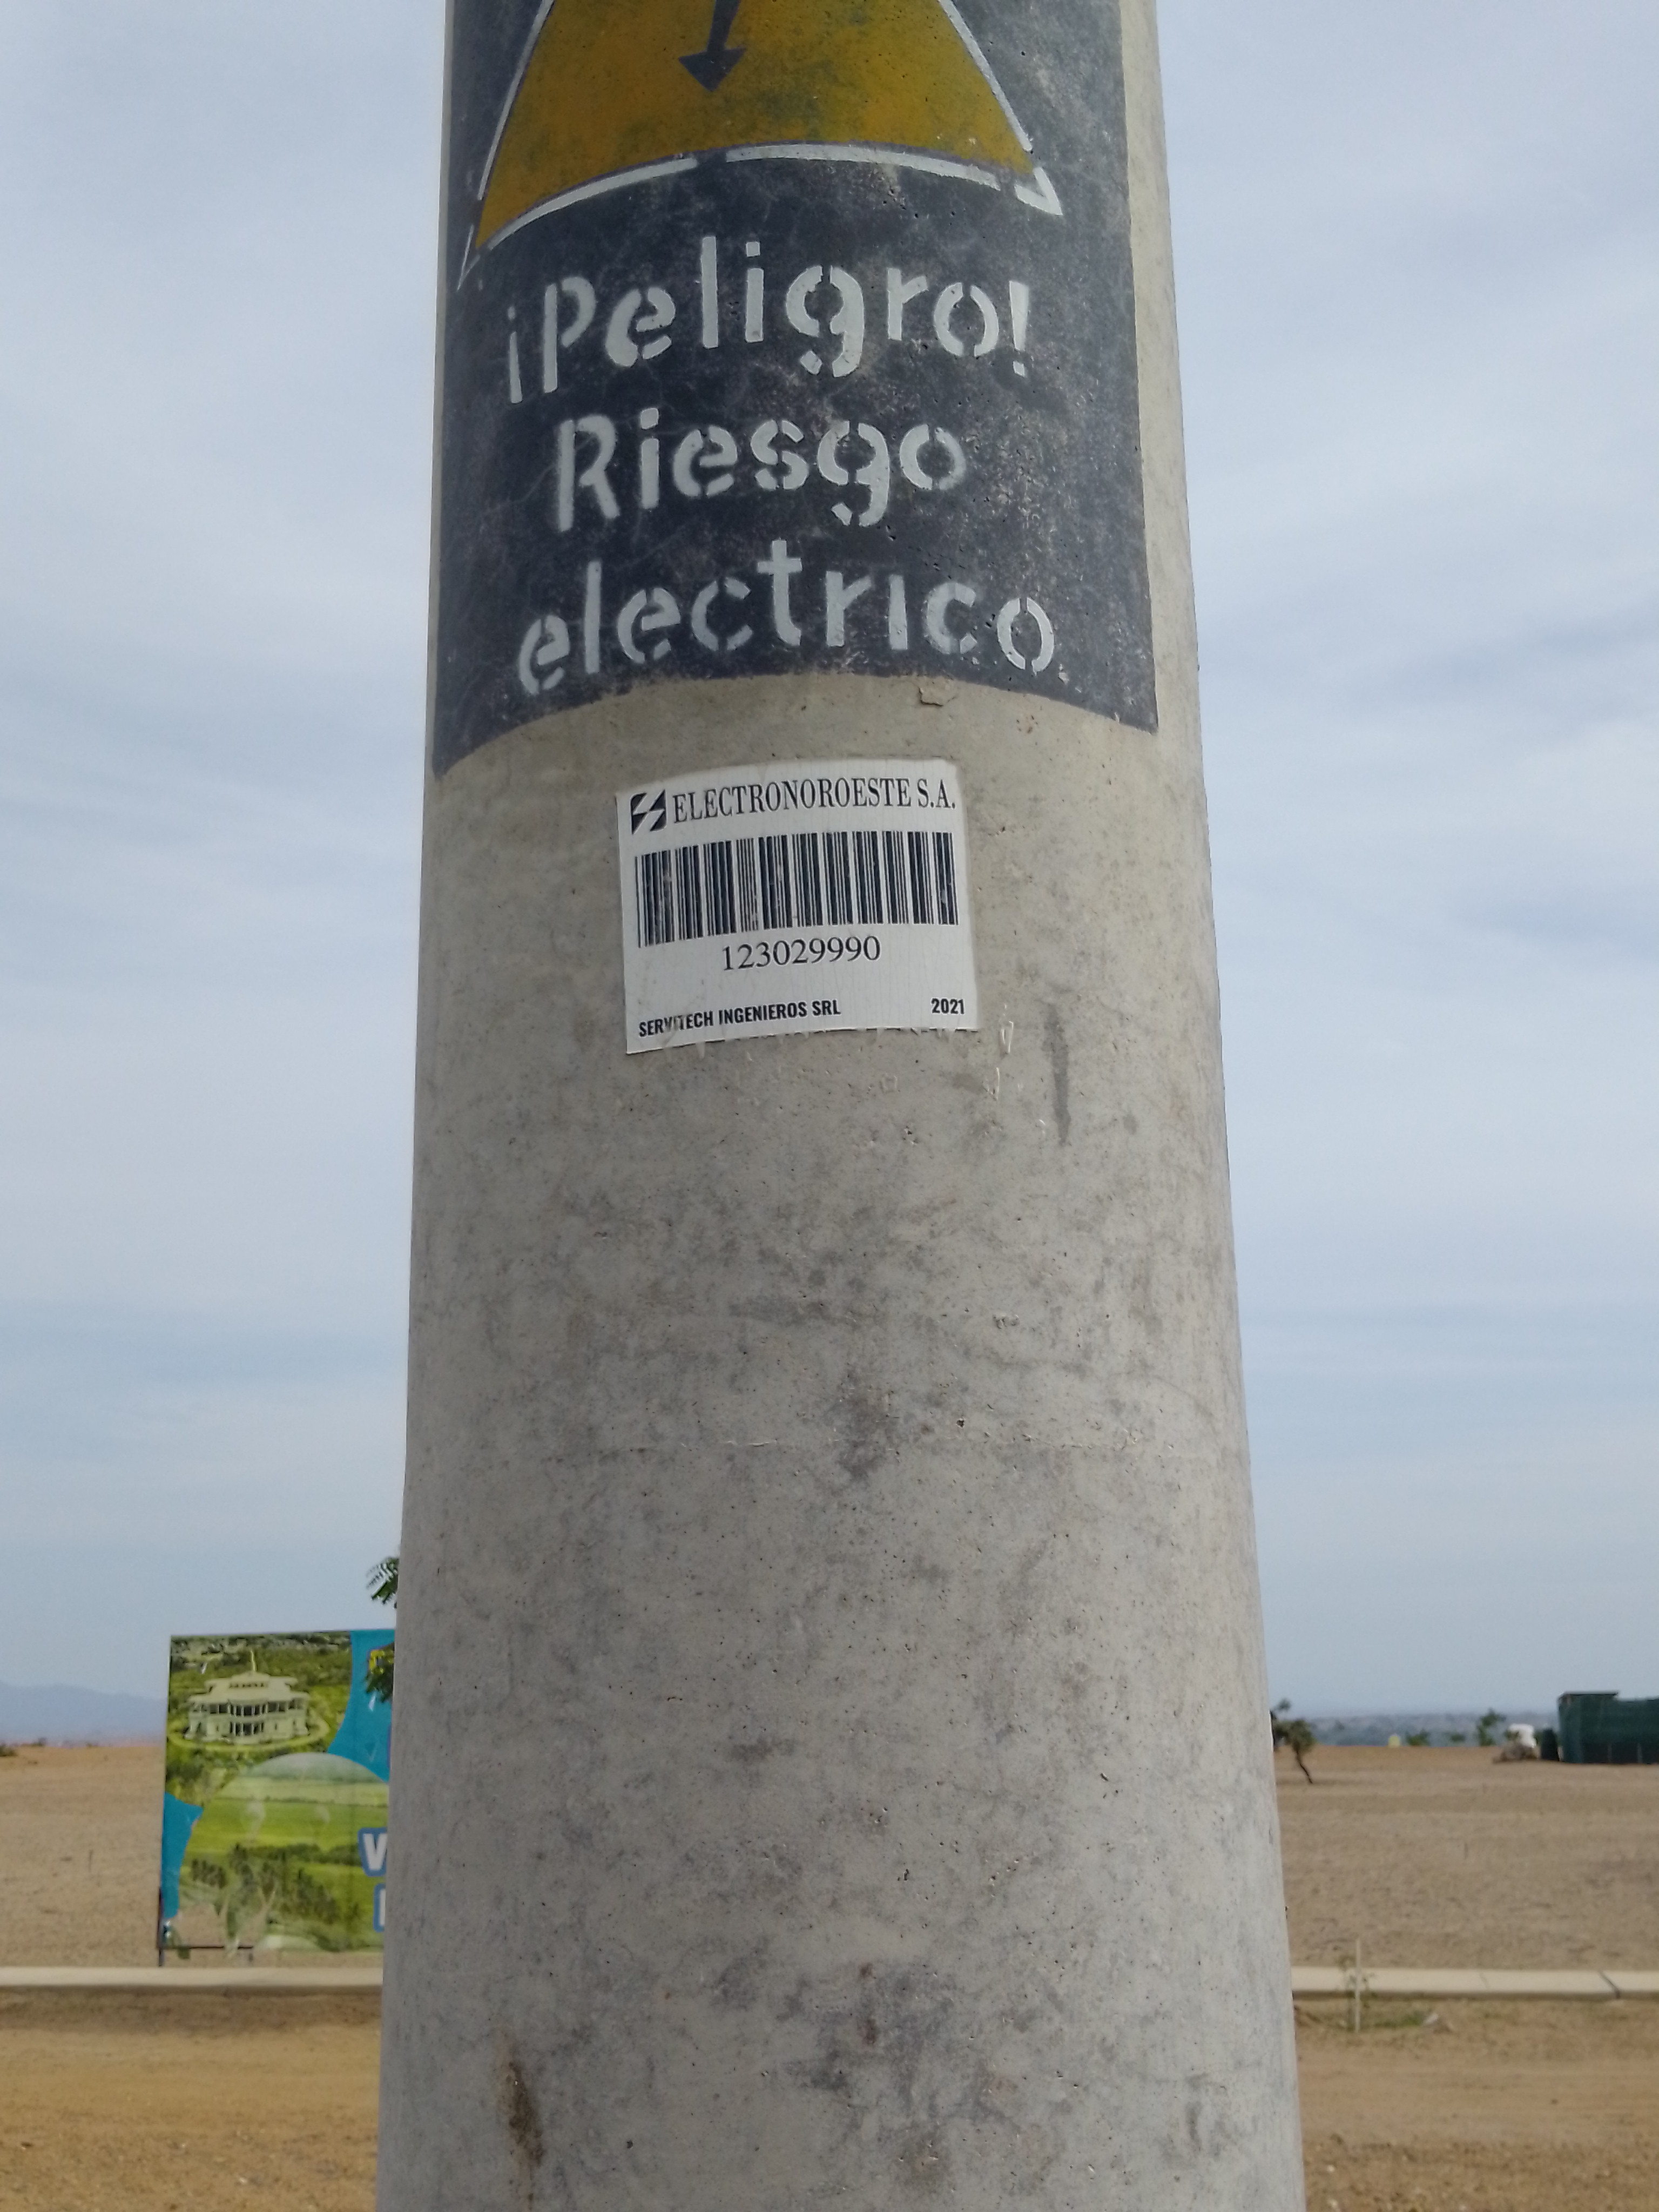 ¡Peligro!
Riesgo
electrico.
ELECTRONOROESTE S.A.
123029990
SERVITECH INGENIEROS SRL 2021
V